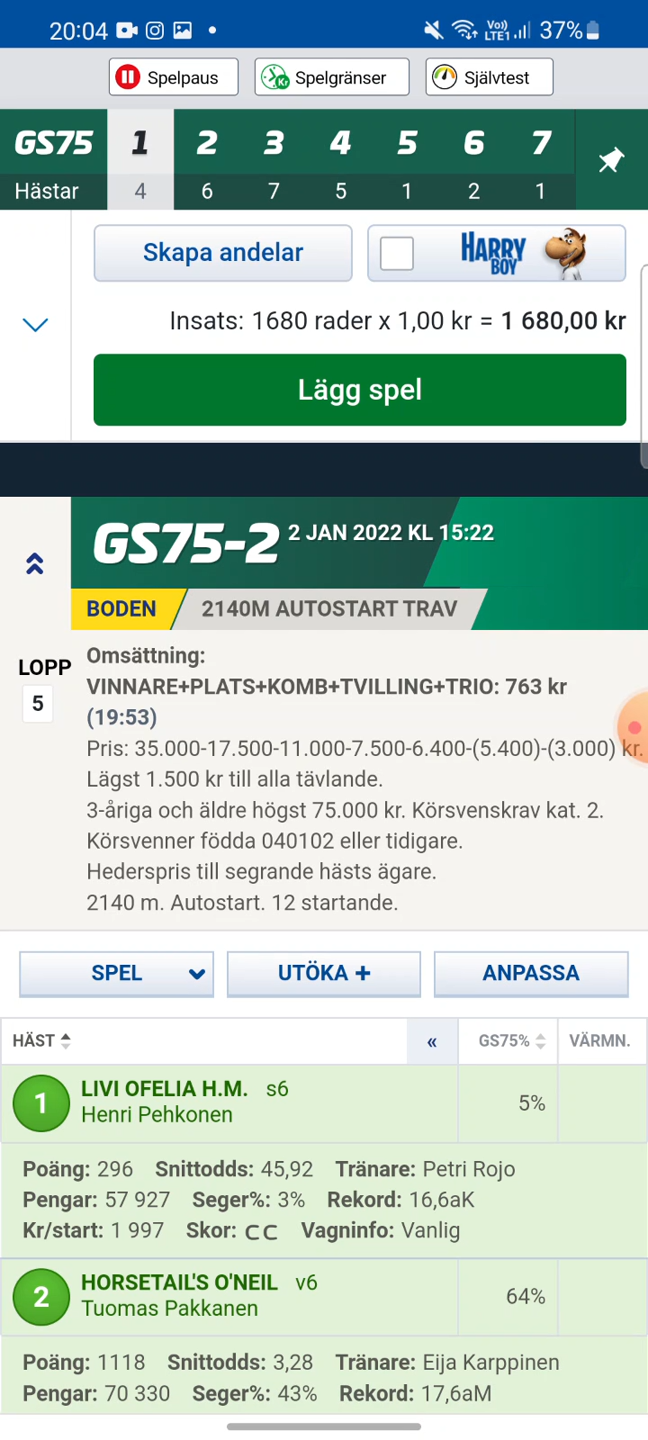 20:04 Vo) LTE1 37%
Spelpaus Spelgränser Självtest
GS75 1 2 3 4 5 6 7
Hästar 4 6 7 5 1 2 1
Skapa andelar HARRY BOY
Insats: 1680 rader x 1,00 kr = 1 680,00 kr
Lägg spel
GS75-2 2 JAN 2022 KL 15:22
BODEN 2140M AUTOSTART TRAV
LOPP
5
Omsättning:
VINNARE+PLATS+KOMB+TVILLING+TRIO: 763 kr
(19:53)
Pris: 35.000-17.500-11.000-7.500-6.400-(5.400)-(3.000) kr.
Lägst 1.500 kr till alla tävlande.
3-åriga och äldre högst 75.000 kr. Körsvenskrav kat. 2.
Körsvenner födda 040102 eller tidigare.
Hederspris till segrande hästs ägare.
2140 m. Autostart. 12 startande.
SPEL UTÖKA + ANPASSA
HÄST « GS75% VÄRMN.
1 LIVI OFELIA H.M. s6 5%
Henri Pehkonen
Poäng: 296 Snittodds: 45,92 Tränare: Petri Rojo
Pengar: 57 927 Seger%: 3% Rekord: 16,6aK
Kr/start: 1 997 Skor: C C Vagninfo: Vanlig
2 HORSETAIL'S O'NEIL v6 64%
Tuomas Pakkanen
Poäng: 1118 Snittodds: 3,28 Tränare: Eija Karppinen
Pengar: 70 330 Seger%: 43% Rekord: 17,6aM